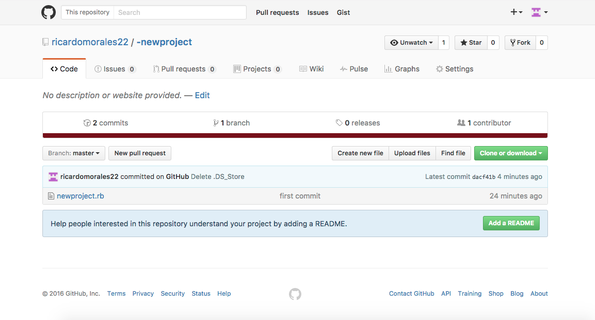 This repository Search Pull requests Issues Gist
ricardomorales22 / -newproject Unwatch 1 Star 0 Fork 0
Code Issues 0 Pull requests 0 Projects 0 Wiki Pulse Graphs Settings
No description or website provided. — Edit
2 commits 1 branch 0 releases 1 contributor
Branch: master New pull request Create new file Upload files Find file Clone or download
ricardomorales22 committed on GitHub Delete .DS_Store Latest commit dacf41b 4 minutes ago
newproject.rb first commit 24 minutes ago
Help people interested in this repository understand your project by adding a README. Add a README
© 2016 GitHub, Inc. Terms Privacy Security Status Help Contact GitHub API Training Shop Blog About